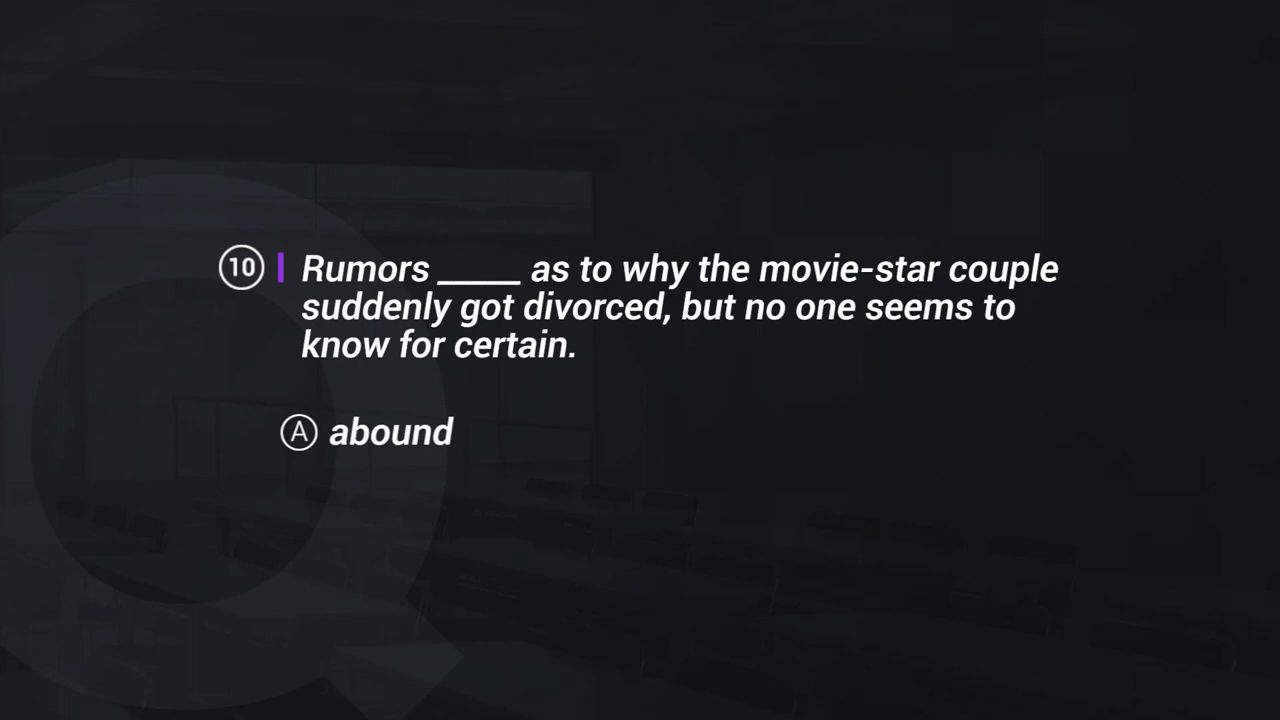 10 Rumors _____ as to why the movie-star couple
suddenly got divorced, but no one seems to
know for certain.
A abound